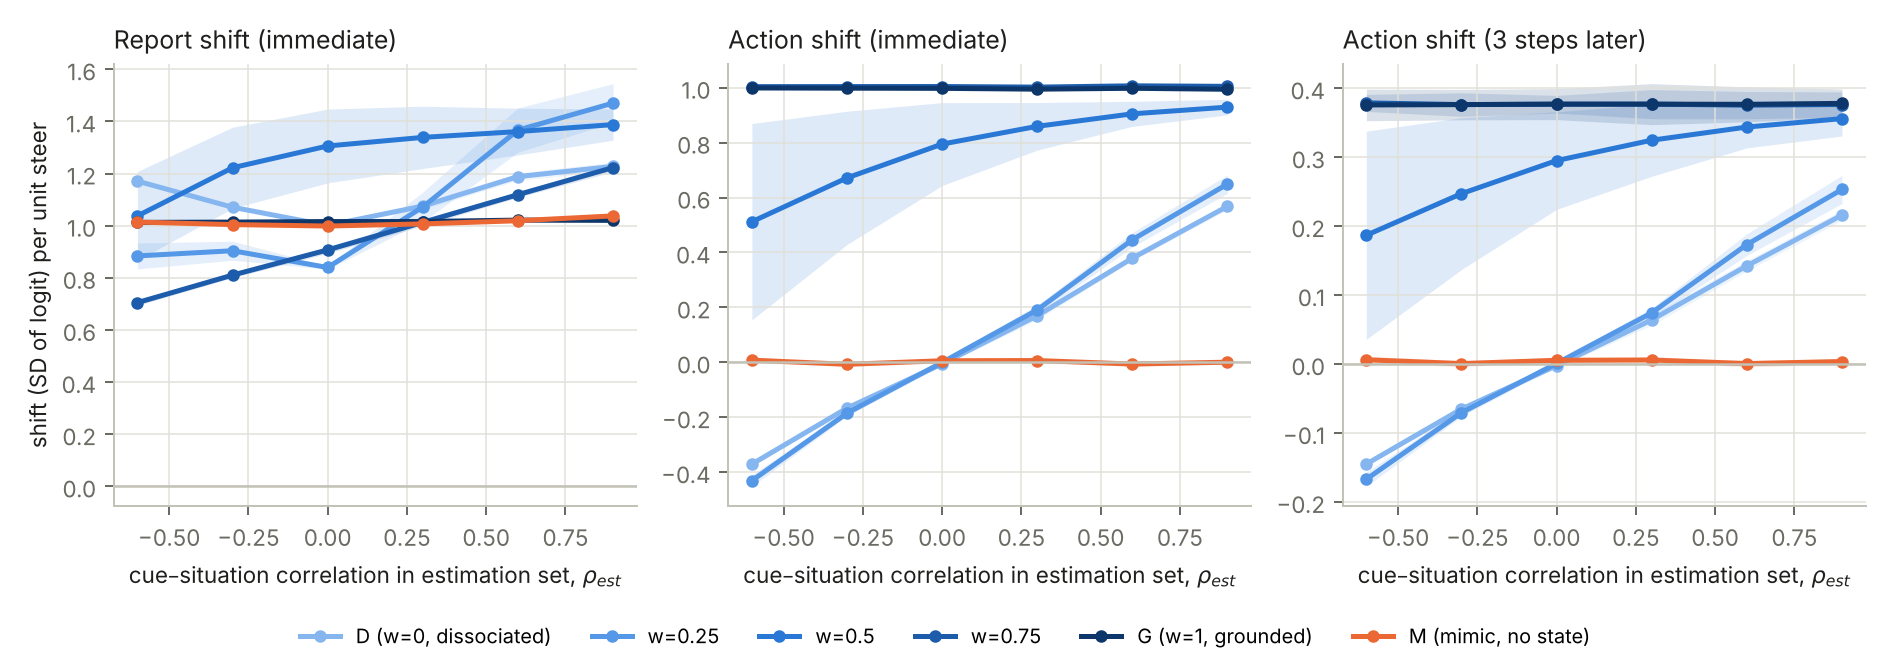 Report shift (immediate)
Action shift (immediate)
Action shift (3 steps later)
shift (SD of logit) per unit steer
1.6
1.4
1.2
1.0
0.8
0.6
0.4
0.2
0.0
−0.50 −0.25 0.00 0.25 0.50 0.75
cue–situation correlation in estimation set, ρest
1.0
0.8
0.6
0.4
0.2
0.0
−0.2
−0.4
−0.50 −0.25 0.00 0.25 0.50 0.75
cue–situation correlation in estimation set, ρest
0.4
0.3
0.2
0.1
0.0
−0.1
−0.2
−0.50 −0.25 0.00 0.25 0.50 0.75
cue–situation correlation in estimation set, ρest
D (w=0, dissociated) w=0.25 w=0.5 w=0.75 G (w=1, grounded) M (mimic, no state)